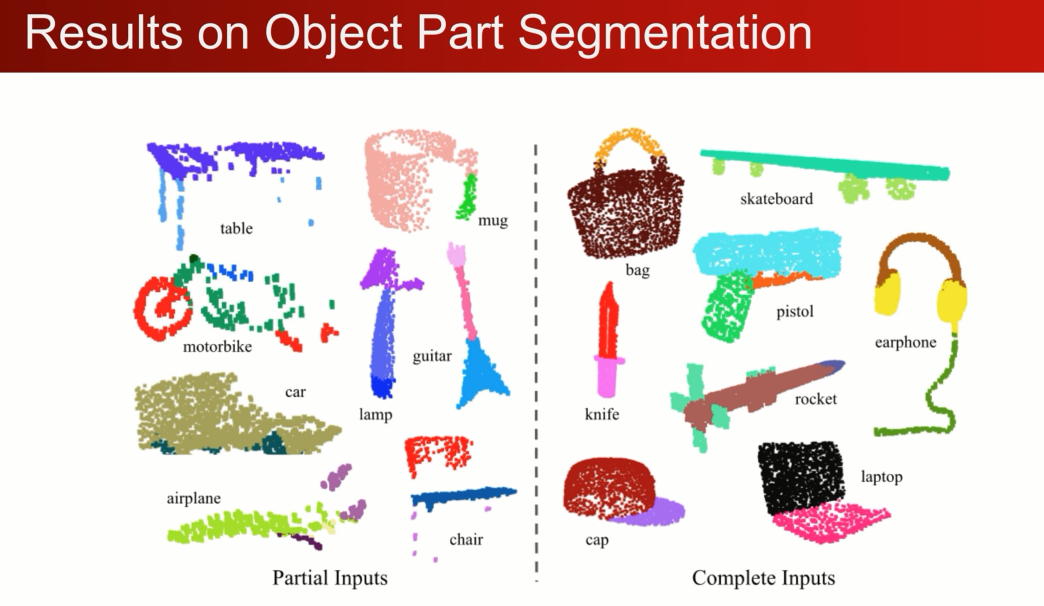 Results on Object Part Segmentation
table
mug
motorbike
guitar
car
lamp
airplane
chair
Partial Inputs
bag
skateboard
pistol
earphone
knife
rocket
laptop
cap
Complete Inputs